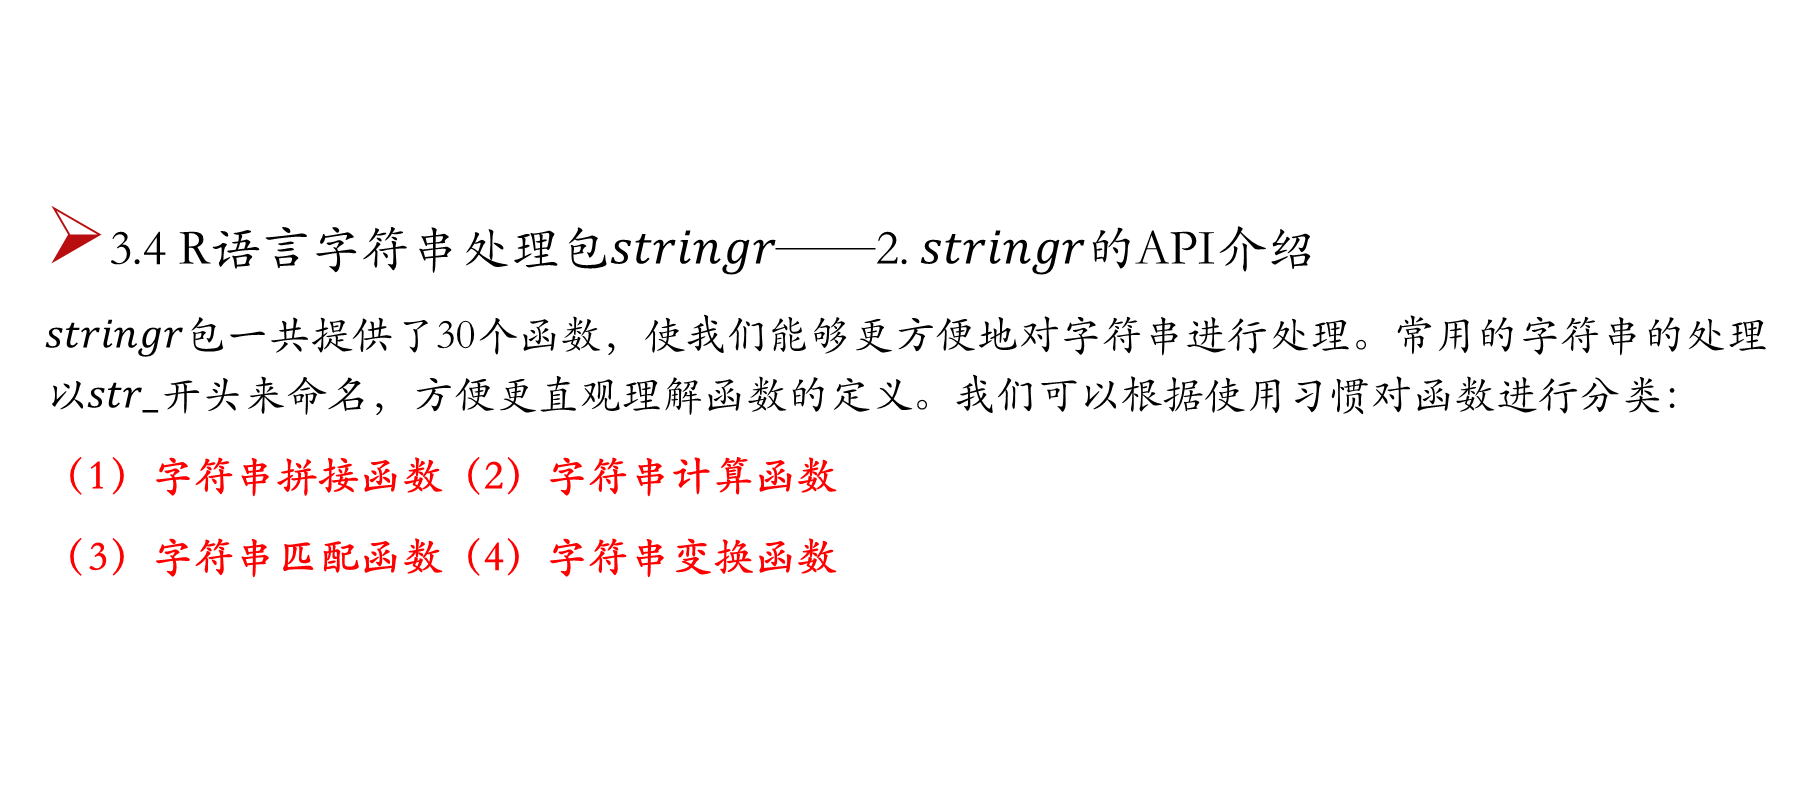 3.4 R语言字符串处理包stringr——2. stringr的API介绍
stringr包一共提供了30个函数，使我们能够更方便地对字符串进行处理。常用的字符串的处理
以str_开头来命名，方便更直观理解函数的定义。我们可以根据使用习惯对函数进行分类：
（1）字符串拼接函数（2）字符串计算函数
（3）字符串匹配函数（4）字符串变换函数